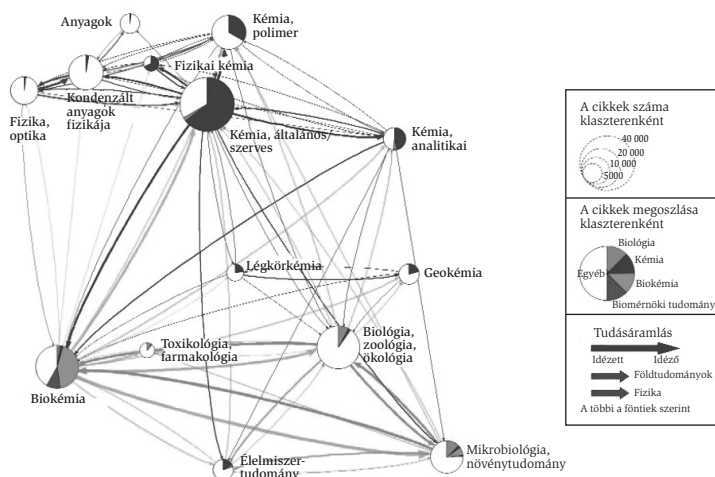 Anyagok
Kémia,
polimer
Fizikai kémia
Fizika,
optika
Kondenzált
anyagok
fizikája
Kémia, általános/
szerves
Kémia,
analitikai
Légkörkémia
Geokémia
Toxikológia,
farmakológia
Biológia,
zoológia,
ökológia
Biokémia
Élelmiszer-
tudomány
Mikrobiológia,
növénytudomány
A cikkek száma
klaszterenként
40 000
20 000
10 000
5000
A cikkek megoszlása
klaszterenként
Biológia
Kémia
Egyéb
Biokémia
Biomérnöki tudomány
Tudásáramlás
Idézett Idéző
Földtudományok
Fizika
A többi a föntiek szerint